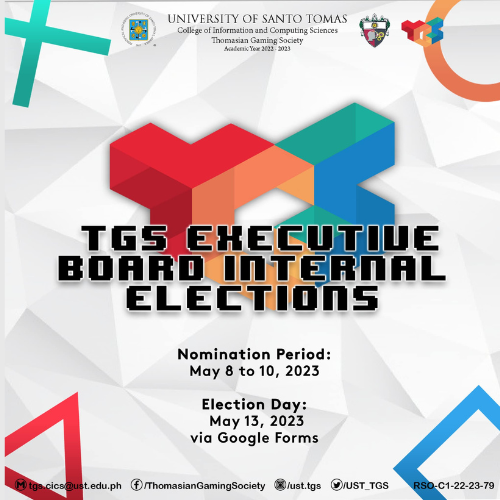 UNIVERSITY OF SANTO TOMAS
College of Information and Computing Sciences
Thomasian Gaming Society
Academic Year 2022 - 2023
TGS EXECUTIVE
BOARD INTERNAL
ELECTIONS
Nomination Period:
May 8 to 10, 2023
Election Day:
May 13, 2023
via Google Forms
tgs.cics@ust.edu.ph /ThomasianGamingSociety /ust.tgs /UST_TGS RSO-C1-22-23-79